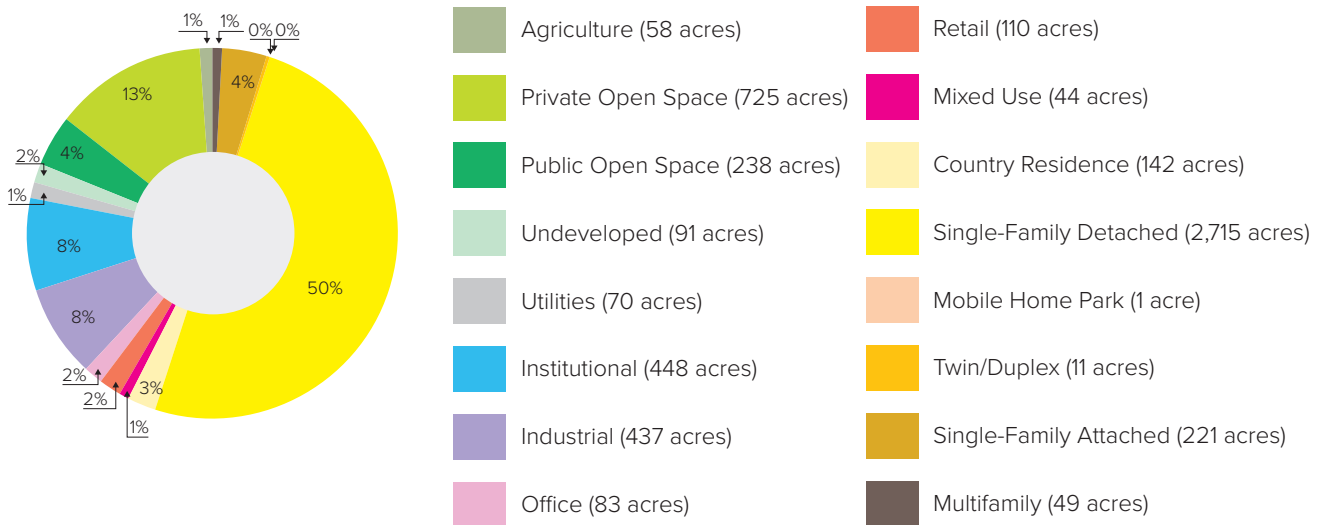 1%
1%
0%
0%
4%
13%
4%
2%
1%
8%
8%
2%
2%
1%
3%
50%
Agriculture (58 acres)
Private Open Space (725 acres)
Public Open Space (238 acres)
Undeveloped (91 acres)
Utilities (70 acres)
Institutional (448 acres)
Industrial (437 acres)
Office (83 acres)
Retail (110 acres)
Mixed Use (44 acres)
Country Residence (142 acres)
Single-Family Detached (2,715 acres)
Mobile Home Park (1 acre)
Twin/Duplex (11 acres)
Single-Family Attached (221 acres)
Multifamily (49 acres)